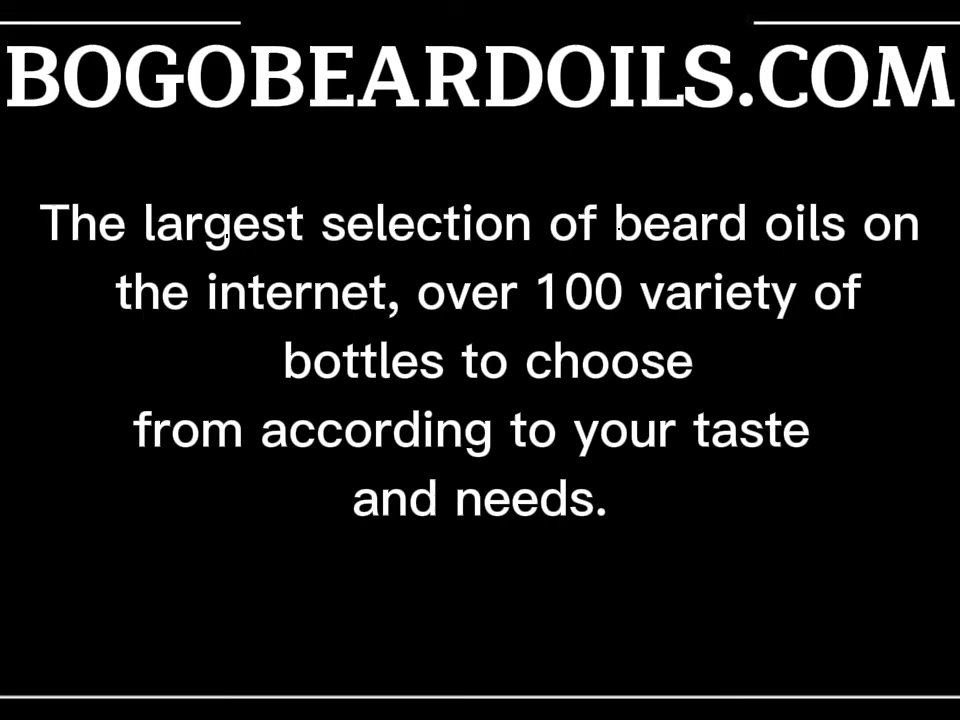 BOGOBEARDOILS.COM
The largest selection of beard oils on
the internet, over 100 variety of
bottles to choose
from according to your taste
and needs.